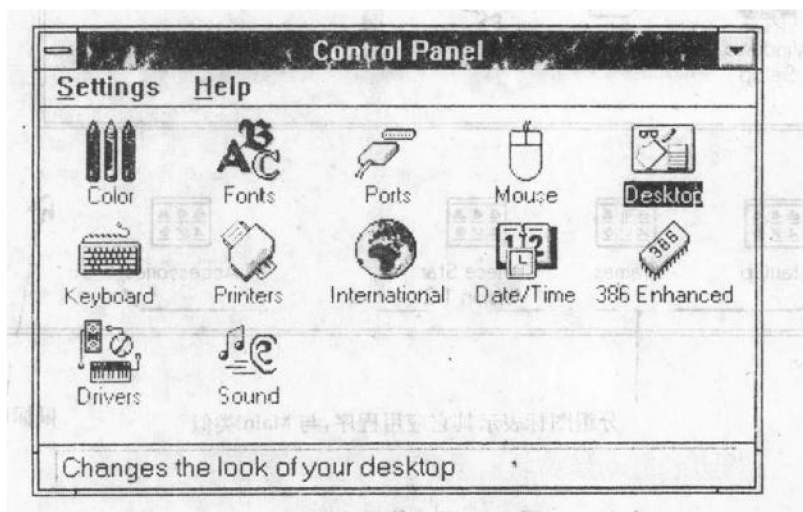 Control Panel
Settings Help
Color Fonts Ports Mouse Desktop
Keyboard Printers International Date/Time 386 Enhanced
386
Drivers Sound
Changes the look of your desktop